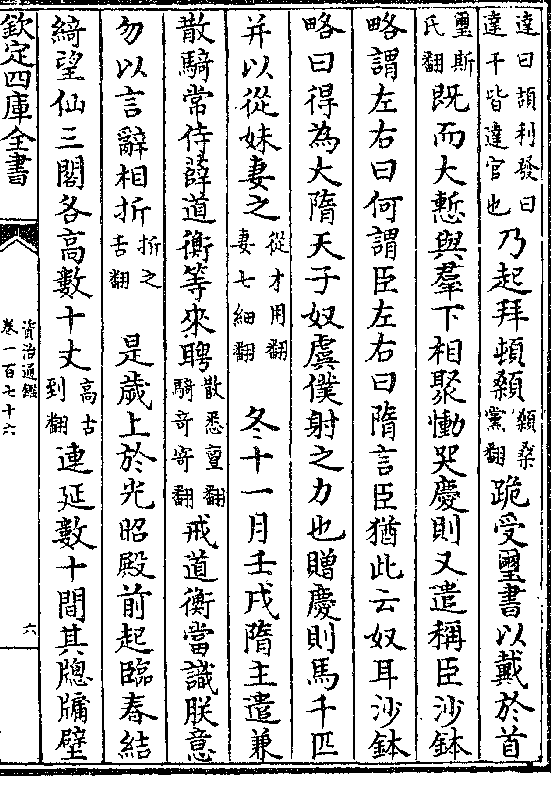 達曰頡利發曰達干皆達官也乃起拜頓顙顙桑黨翻跪受璽書以戴於首
璽斯氏翻既而大慙與羣下相聚慟哭慶則又遣稱臣沙鉢
略謂左右曰何謂臣左右曰隋言臣猶此云奴耳沙鉢
略曰得為大隋天子奴虞僕射之力也贈慶則馬千匹
并以從妹妻之從才用翻妻七細翻 冬十一月壬戌隋主遣兼
散騎常侍薛道衡等來聘散悉亶翻騎奇寄翻戒道衡當識朕意
勿以言辭相折折之舌翻 是歲上於光昭殿前起臨春結
綺望仙三閣各高數十丈高古到翻連延數十間其牕牖壁
欽定四庫全書
資治通鑑
卷一百七十六
六